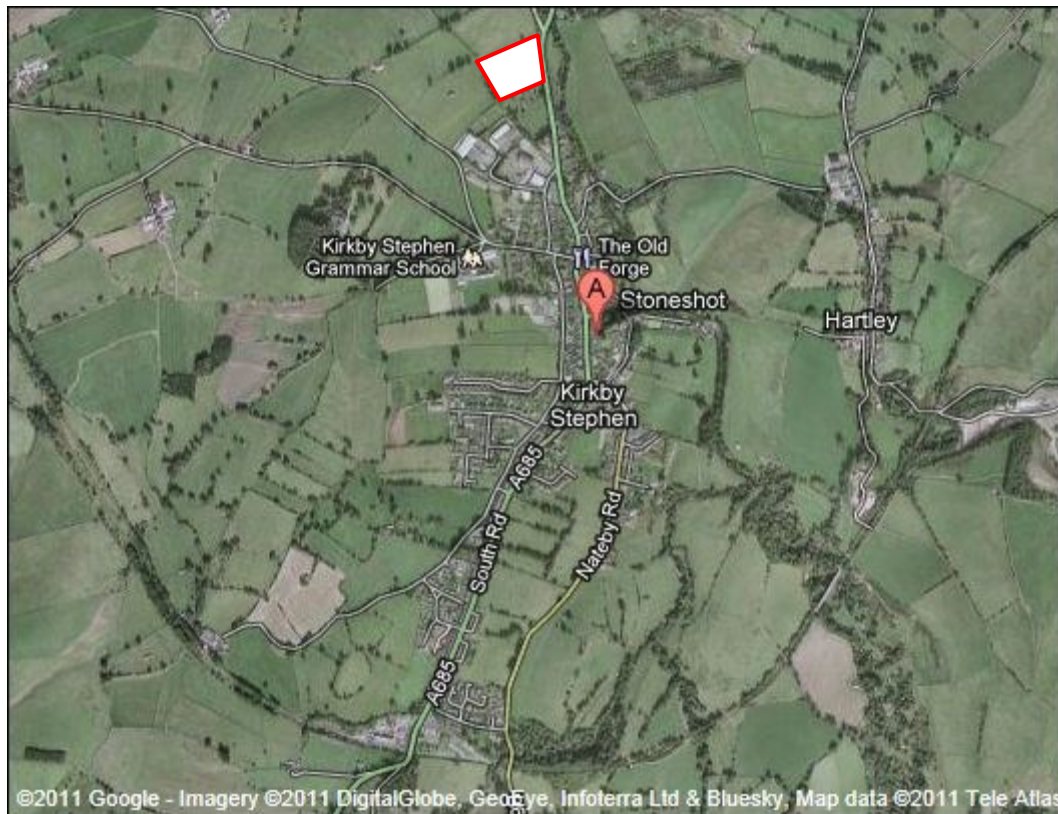 Kirkby Stephen
Grammar School
The Old
Forge
A
Stoneshot
Hartley
Kirkby
Stephen
A685
South Rd
Nateby Rd
A685
©2011 Google - Imagery ©2011 DigitalGlobe, GeoEye, Infoterra Ltd & Bluesky, Map data ©2011 Tele Atlas